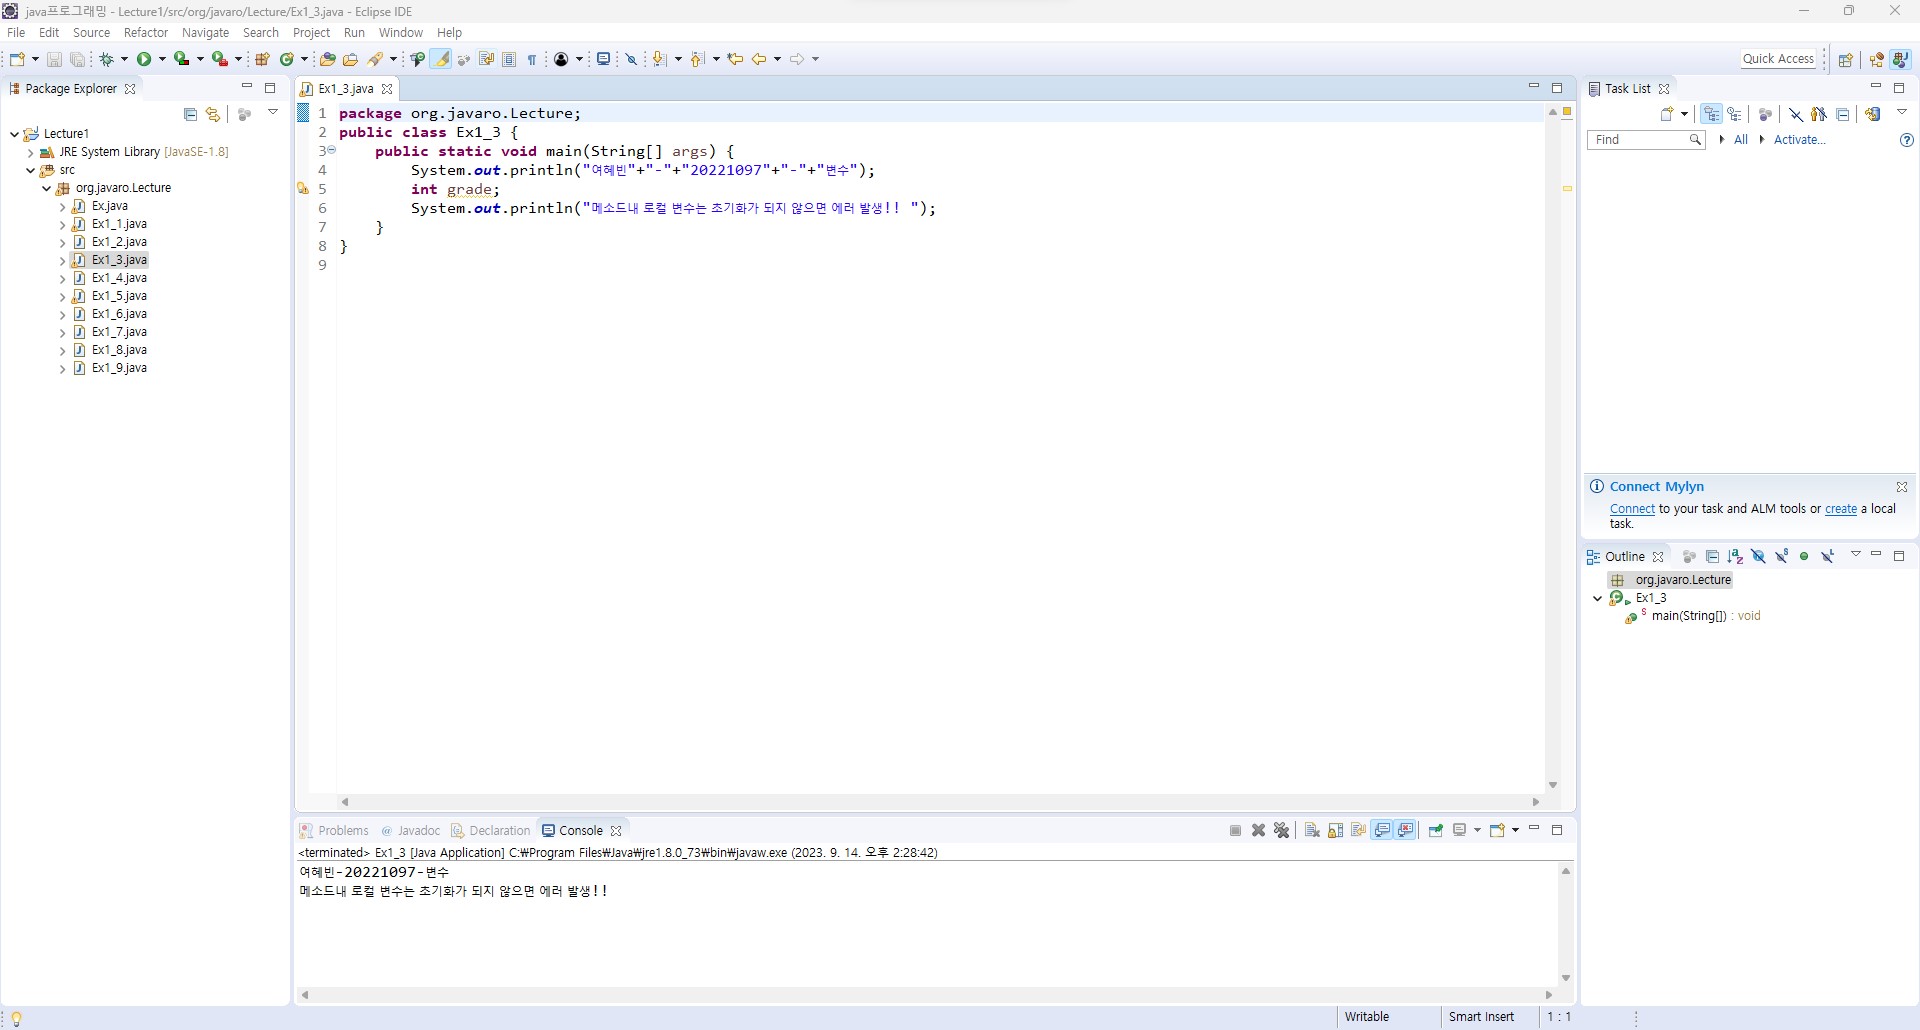 java프로그래밍 - Lecture1/src/org/javaro/Lecture/Ex1_3.java - Eclipse IDE
File Edit Source Refactor Navigate Search Project Run Window Help
Quick Access
Package Explorer
Lecture1
JRE System Library [JavaSE-1.8]
src
org.javaro.Lecture
Ex.java
Ex1_1.java
Ex1_2.java
Ex1_3.java
Ex1_4.java
Ex1_5.java
Ex1_6.java
Ex1_7.java
Ex1_8.java
Ex1_9.java
Ex1_3.java
1 package org.javaro.Lecture;
2 public class Ex1_3 {
3 public static void main(String[] args) {
4 System.out.println("여혜빈"+"-"+"20221097"+"-"+"변수");
5 int grade;
6 System.out.println("메소드내 로컬 변수는 초기화가 되지 않으면 에러 발생!! ");
7 }
8 }
9
Task List
Find All Activate...
Connect Mylyn
Connect to your task and ALM tools or create a local
task.
Outline
org.javaro.Lecture
Ex1_3
main(String[]) : void
Problems @ Javadoc Declaration Console
<terminated> Ex1_3 [Java Application] C:₩Program Files₩Java₩jre1.8.0_73₩bin₩javaw.exe (2023. 9. 14. 오후 2:28:42)
여혜빈-20221097-변수
메소드내 로컬 변수는 초기화가 되지 않으면 에러 발생!!
Writable Smart Insert 1 : 1